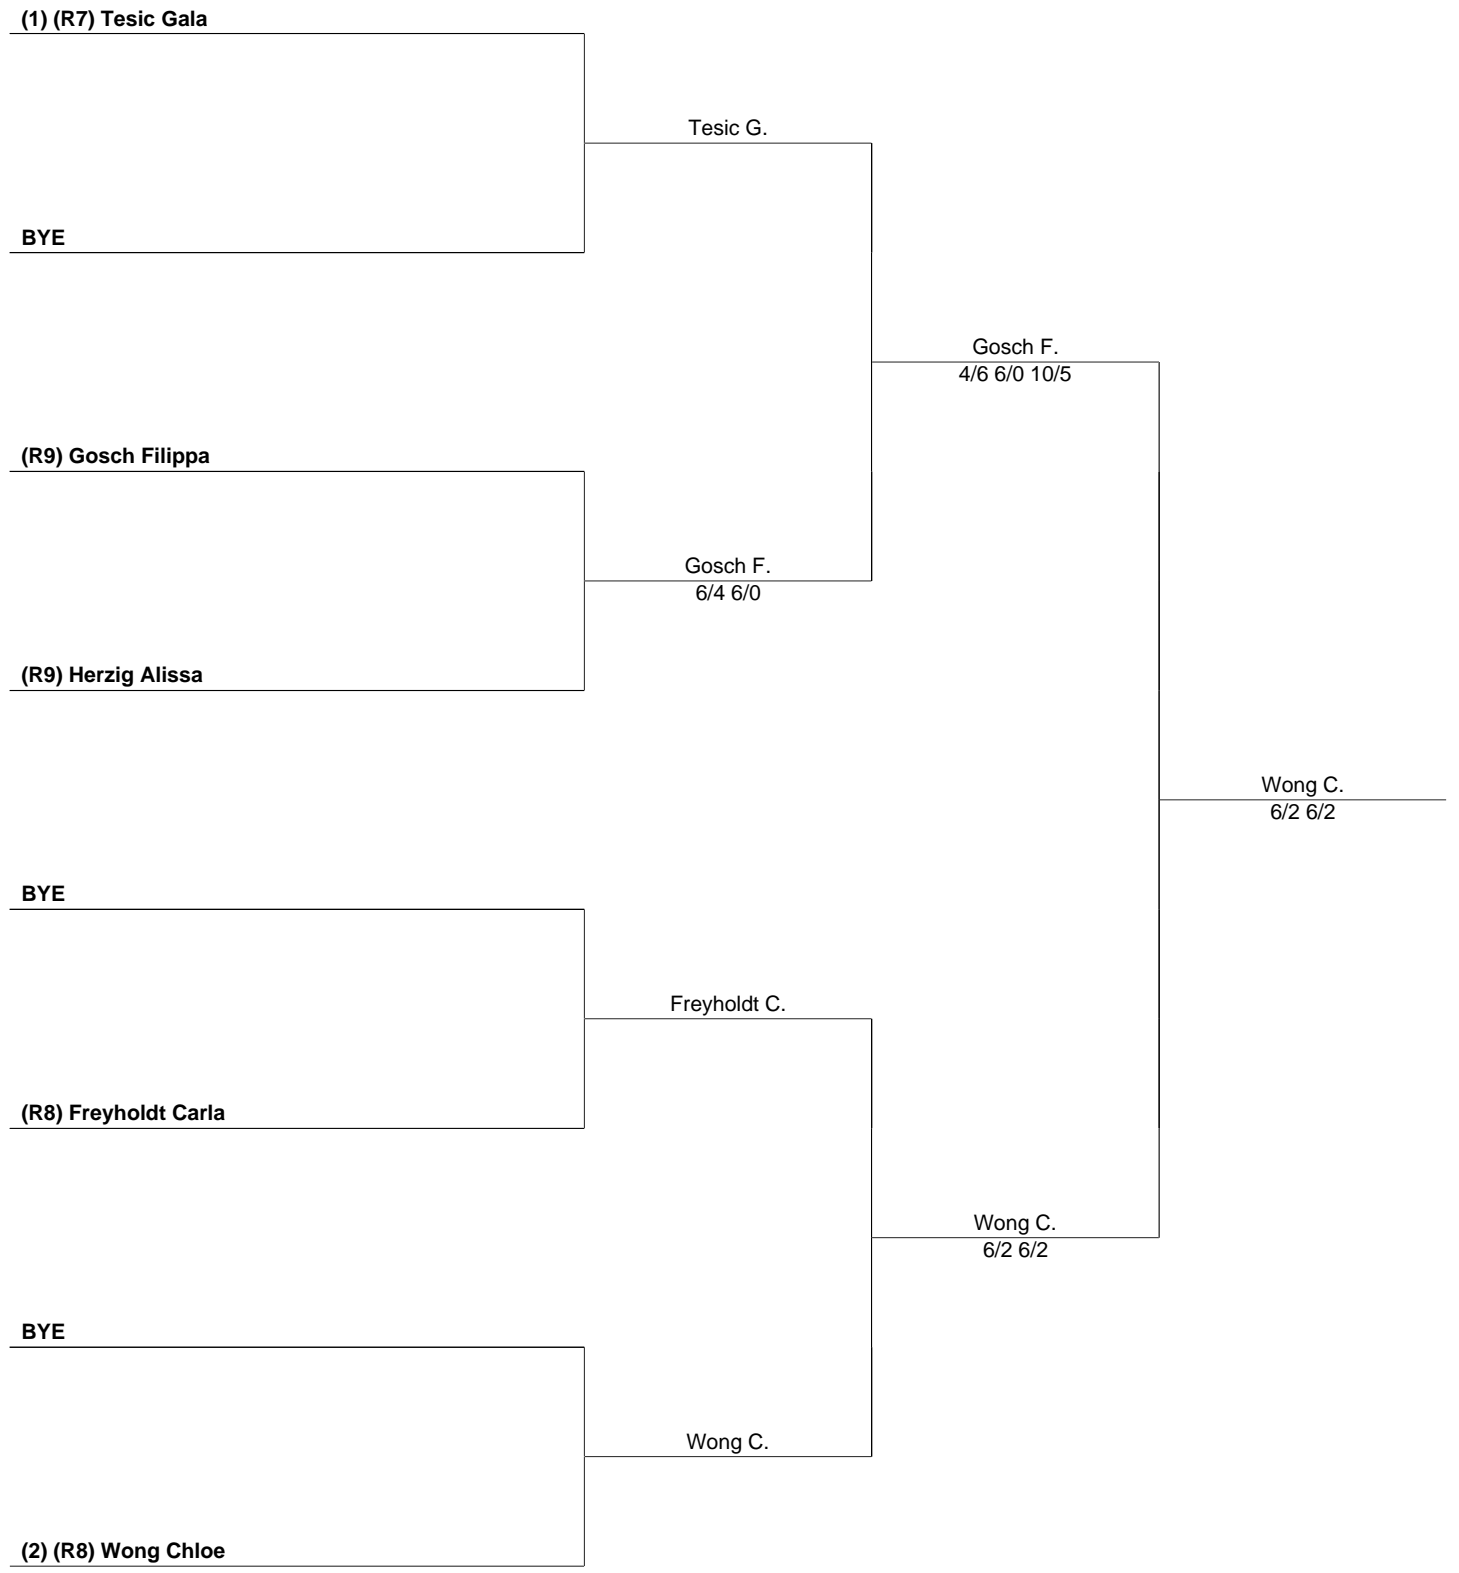 (1) (R7) Tesic Gala
Tesic G.
BYE
Gosch F.
4/6 6/0 10/5
(R9) Gosch Filippa
Gosch F.
6/4 6/0
(R9) Herzig Alissa
Wong C.
6/2 6/2
BYE
Freyholdt C.
(R8) Freyholdt Carla
Wong C.
6/2 6/2
BYE
Wong C.
(2) (R8) Wong Chloe